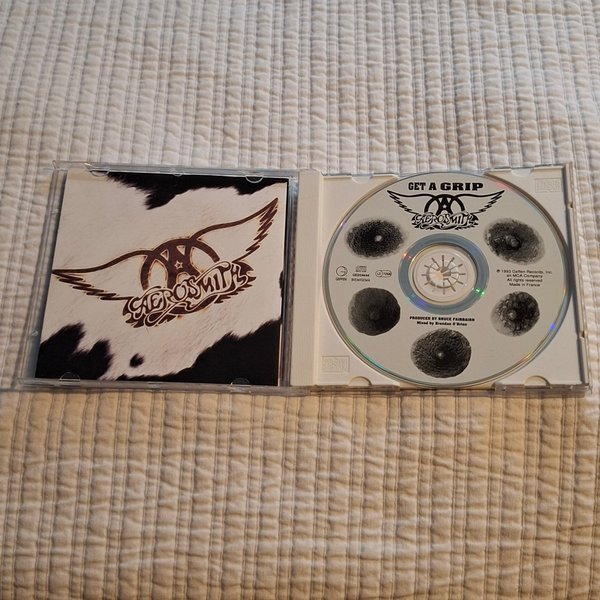 AEROSMITH
GET A GRIP
AEROSMITH
GEFFEN
℗ 1993 Geffen Records, Inc.
an MCA Company
All rights reserved
Made in France
PRODUCED BY BRUCE FAIRBAIRN
Mixed by Brendan O'Brien